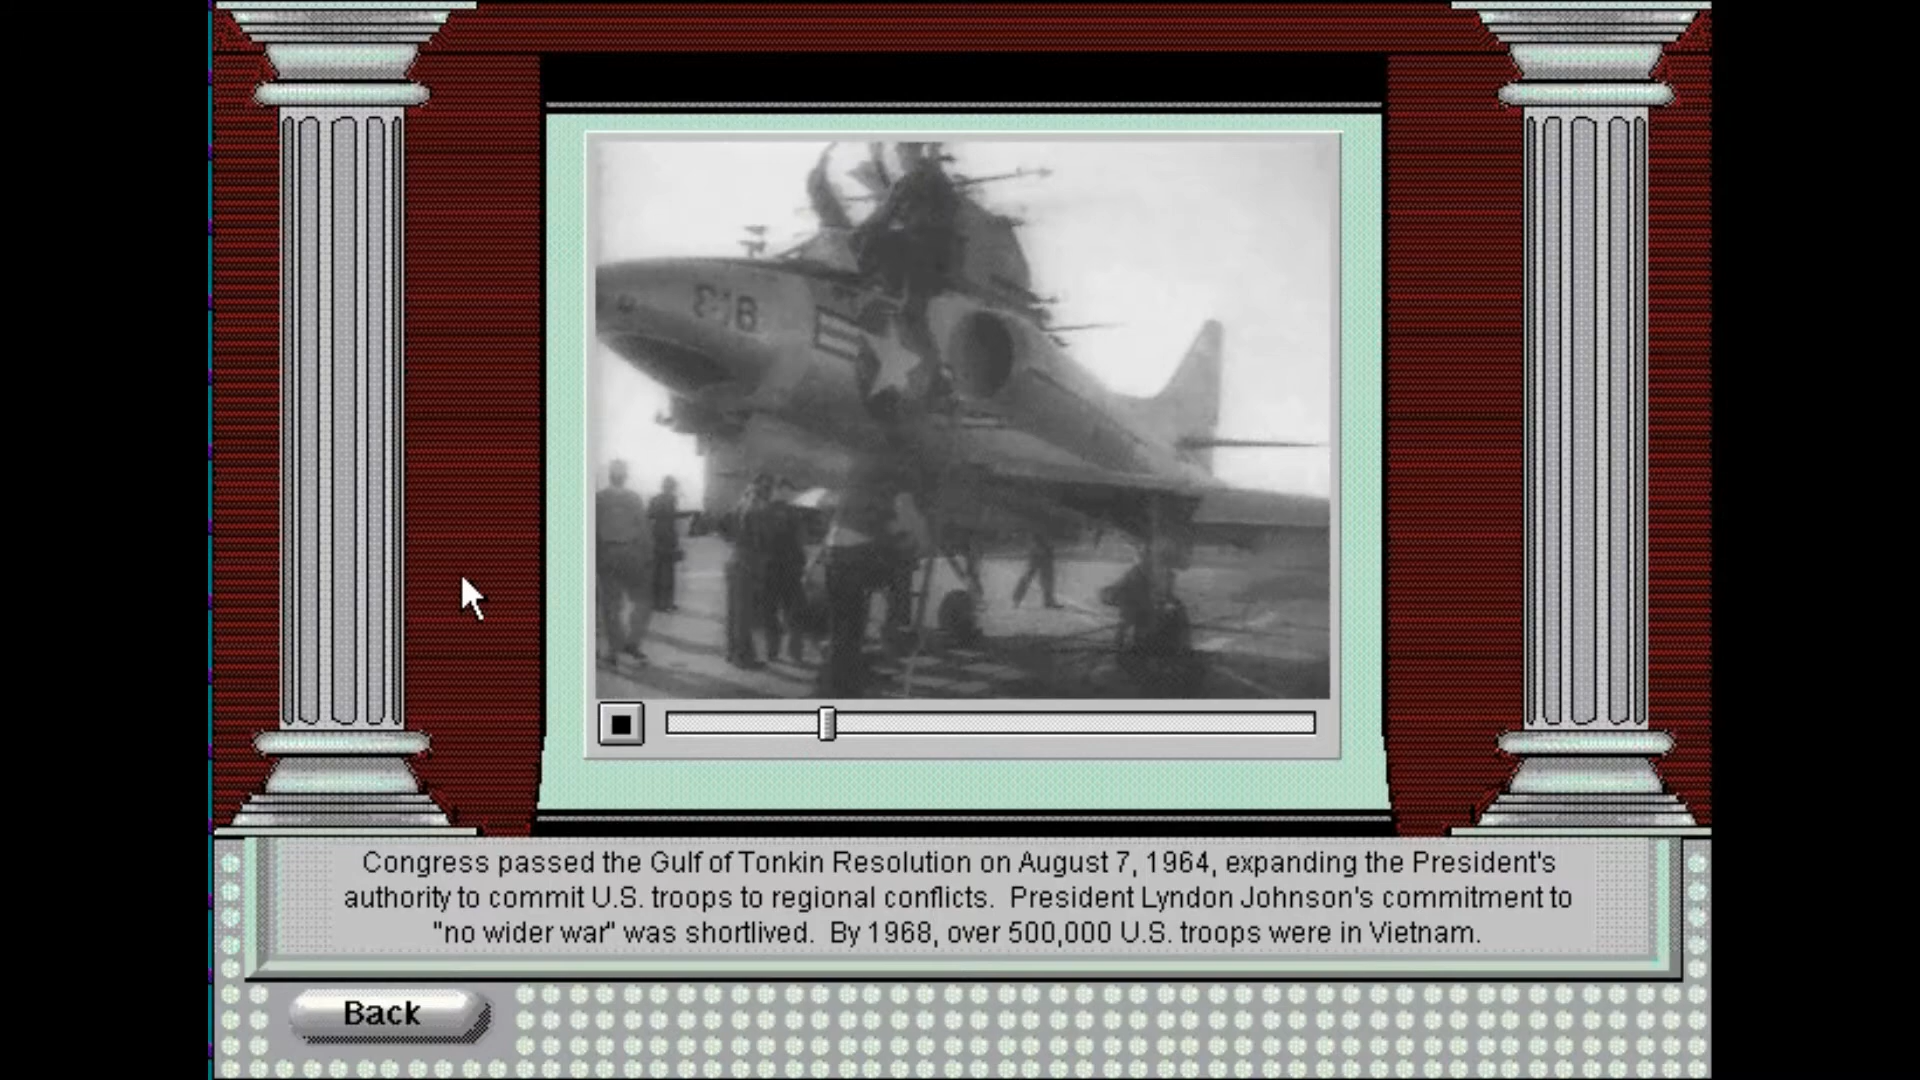 Congress passed the Gulf of Tonkin Resolution on August 7, 1964, expanding the President's
authority to commit U.S. troops to regional conflicts. President Lyndon Johnson's commitment to
"no wider war" was shortlived. By 1968, over 500,000 U.S. troops were in Vietnam.
Back